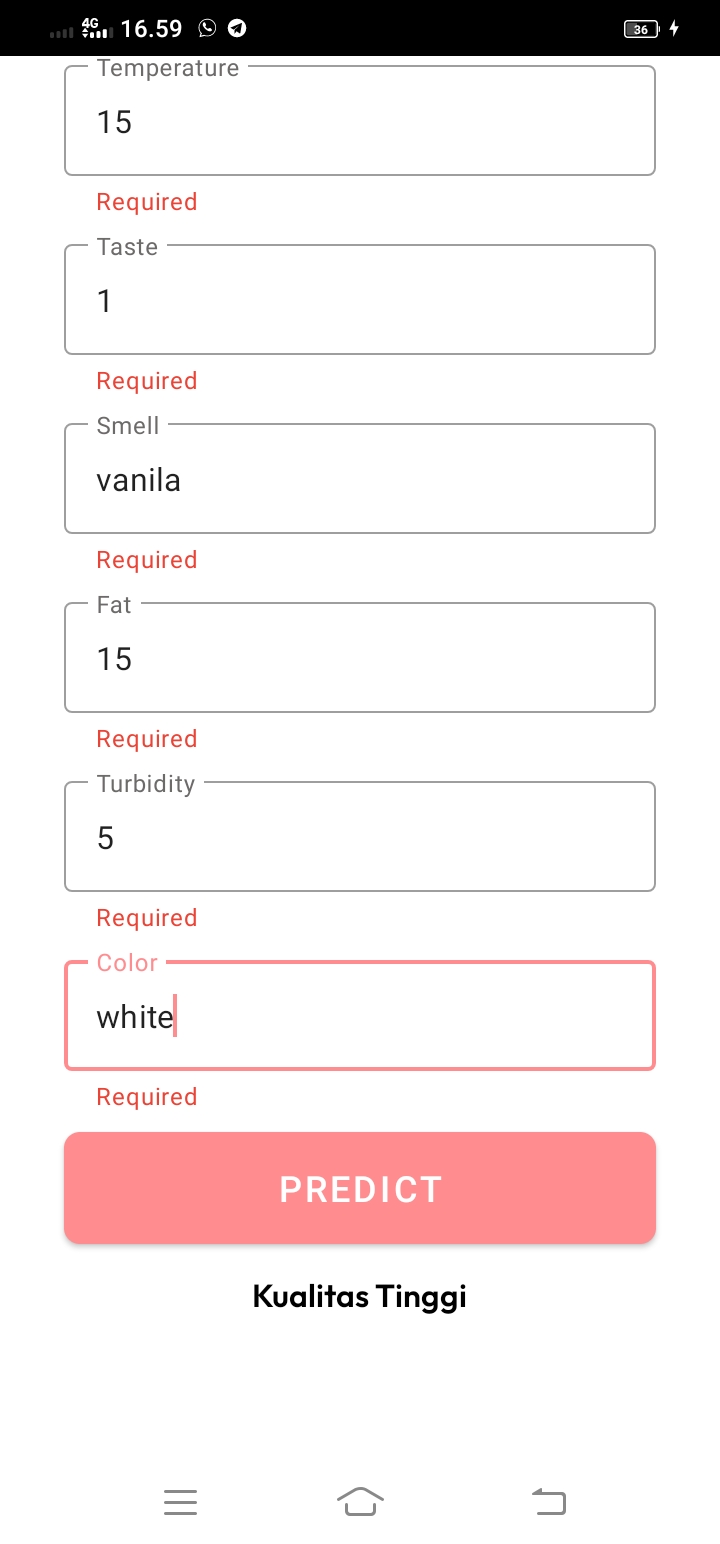 4G 16.59 36
Temperature
15
Required
Taste
1
Required
Smell
vanila
Required
Fat
15
Required
Turbidity
5
Required
Color
white
Required
PREDICT
Kualitas Tinggi